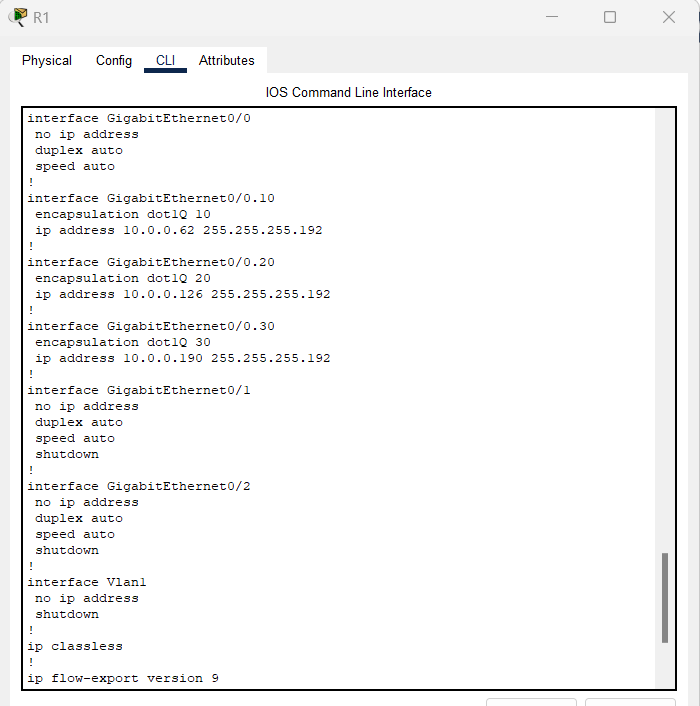 R1
Physical Config CLI Attributes
IOS Command Line Interface
interface GigabitEthernet0/0
 no ip address
 duplex auto
 speed auto
!
interface GigabitEthernet0/0.10
 encapsulation dot1Q 10
 ip address 10.0.0.62 255.255.255.192
!
interface GigabitEthernet0/0.20
 encapsulation dot1Q 20
 ip address 10.0.0.126 255.255.255.192
!
interface GigabitEthernet0/0.30
 encapsulation dot1Q 30
 ip address 10.0.0.190 255.255.255.192
!
interface GigabitEthernet0/1
 no ip address
 duplex auto
 speed auto
 shutdown
!
interface GigabitEthernet0/2
 no ip address
 duplex auto
 speed auto
 shutdown
!
interface Vlan1
 no ip address
 shutdown
!
ip classless
!
ip flow-export version 9